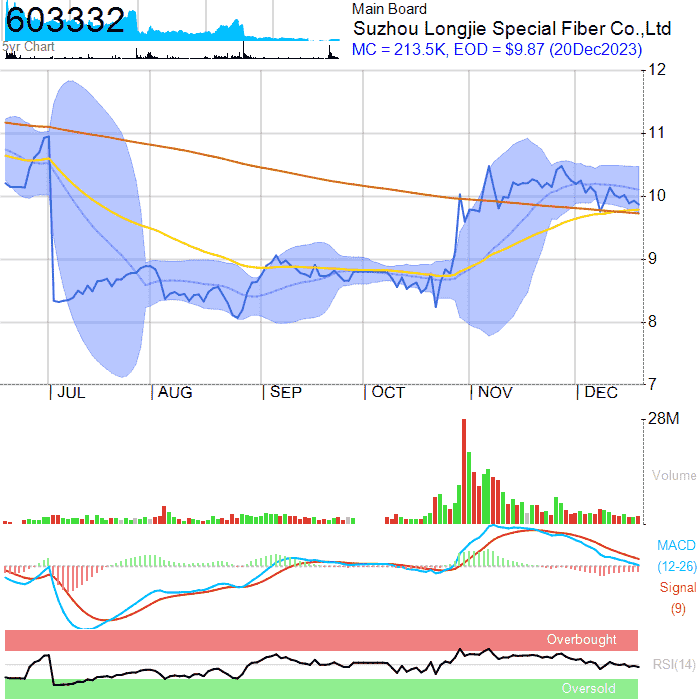 603332
5yr Chart
Main Board
Suzhou Longjie Special Fiber Co.,Ltd
MC = 213.5K, EOD = $9.87 (20Dec2023)
12
11
10
9
8
7
| JUL | AUG | SEP | OCT | NOV | DEC
28M
Volume
MACD
(12-26)
Signal
(9)
Overbought
RSI(14)
Oversold